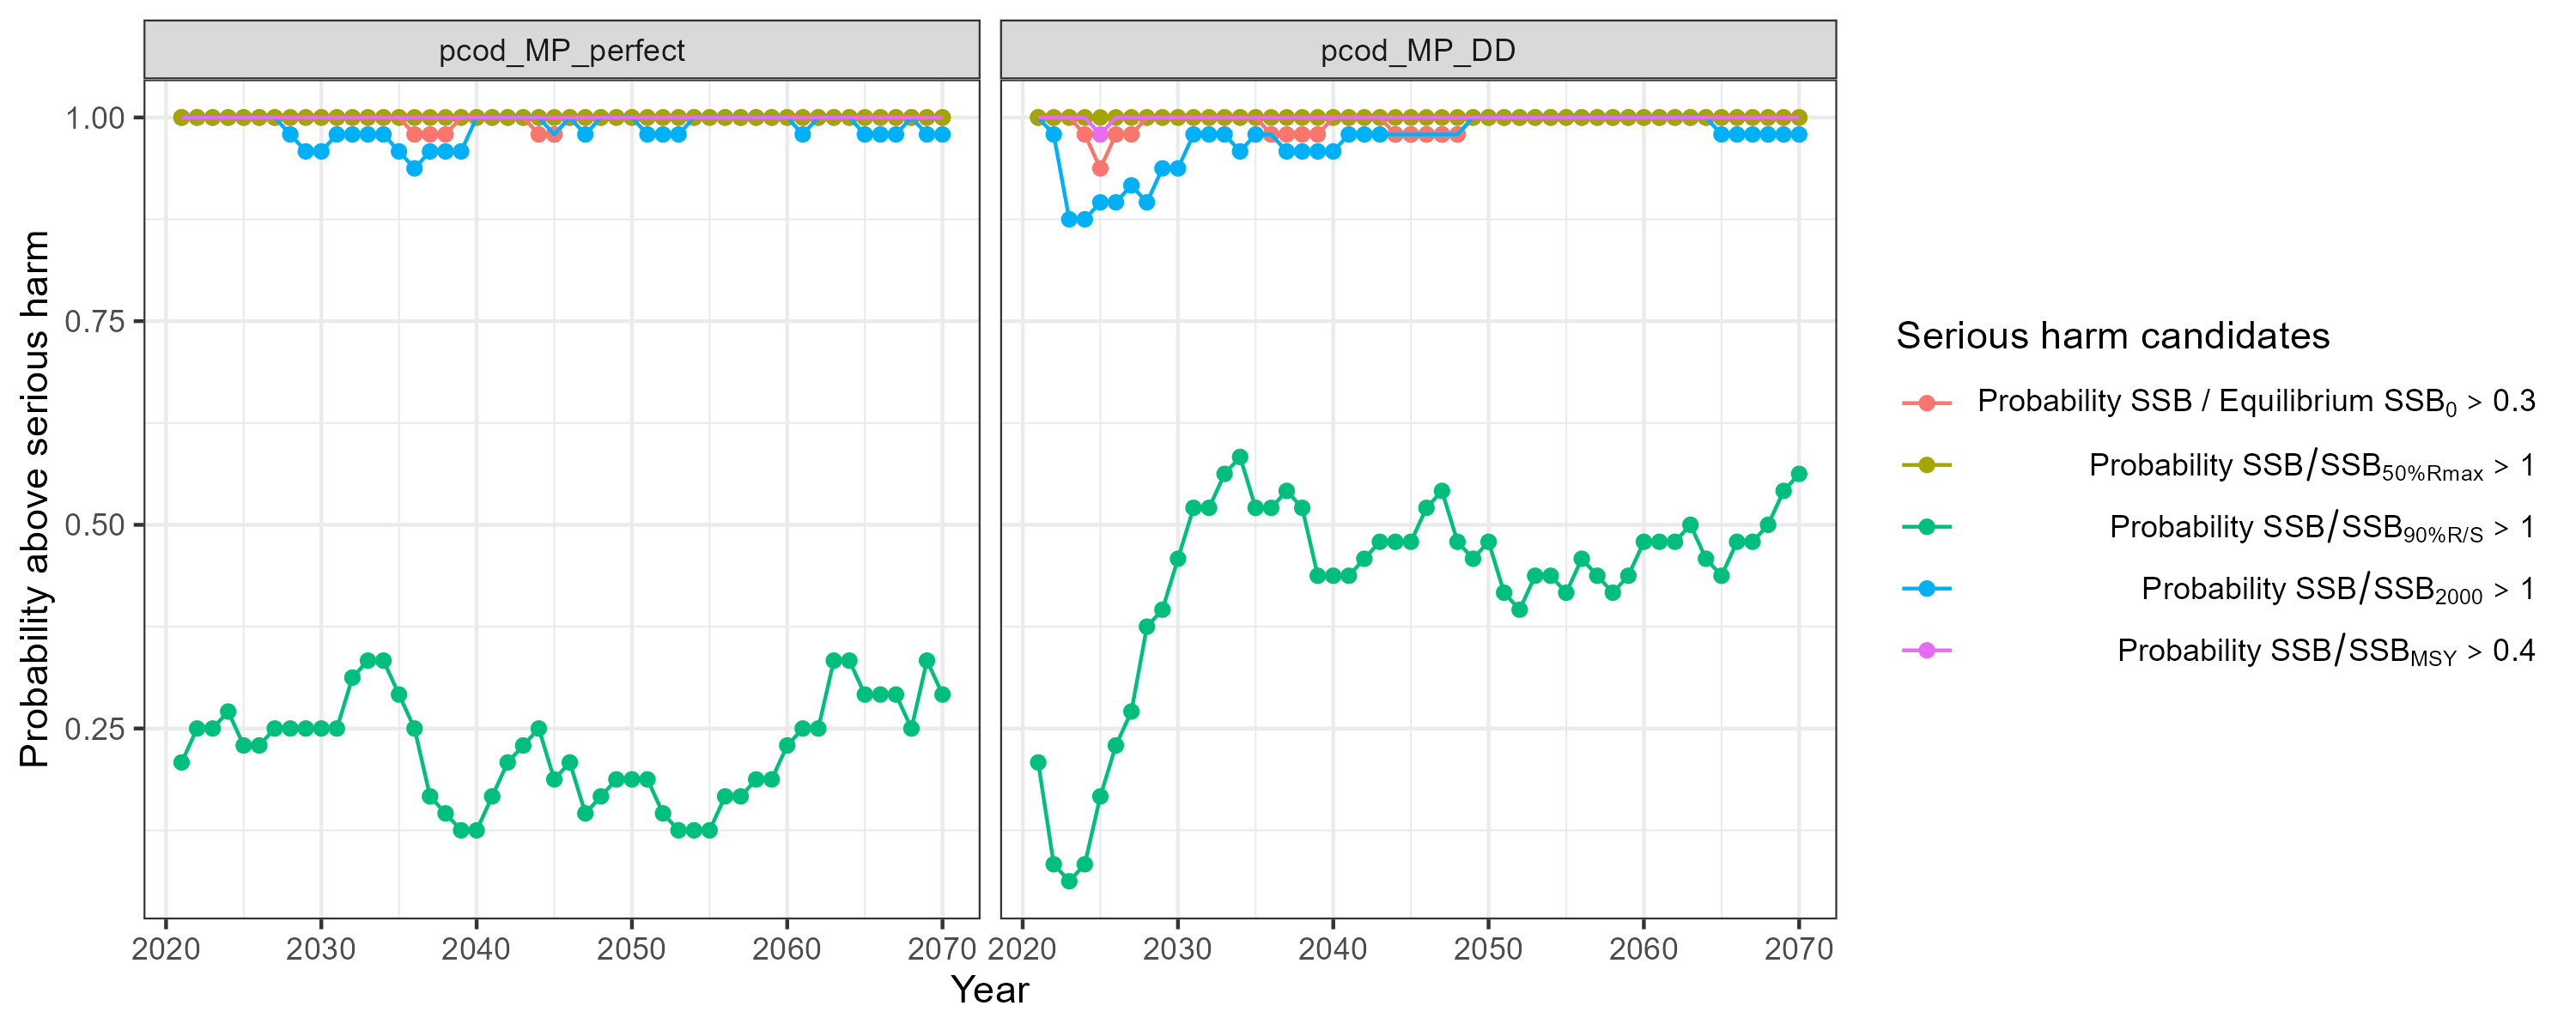 pcod_MP_perfect
pcod_MP_DD
Probability above serious harm
1.00
0.75
0.50
0.25
2020 2030 2040 2050 2060 2070 2020 2030 2040 2050 2060 2070
Year
Serious harm candidates
Probability SSB / Equilibrium SSB₀ > 0.3
Probability SSB/SSB50%Rmax > 1
Probability SSB/SSB90%R/S > 1
Probability SSB/SSB2000 > 1
Probability SSB/SSBMSY > 0.4